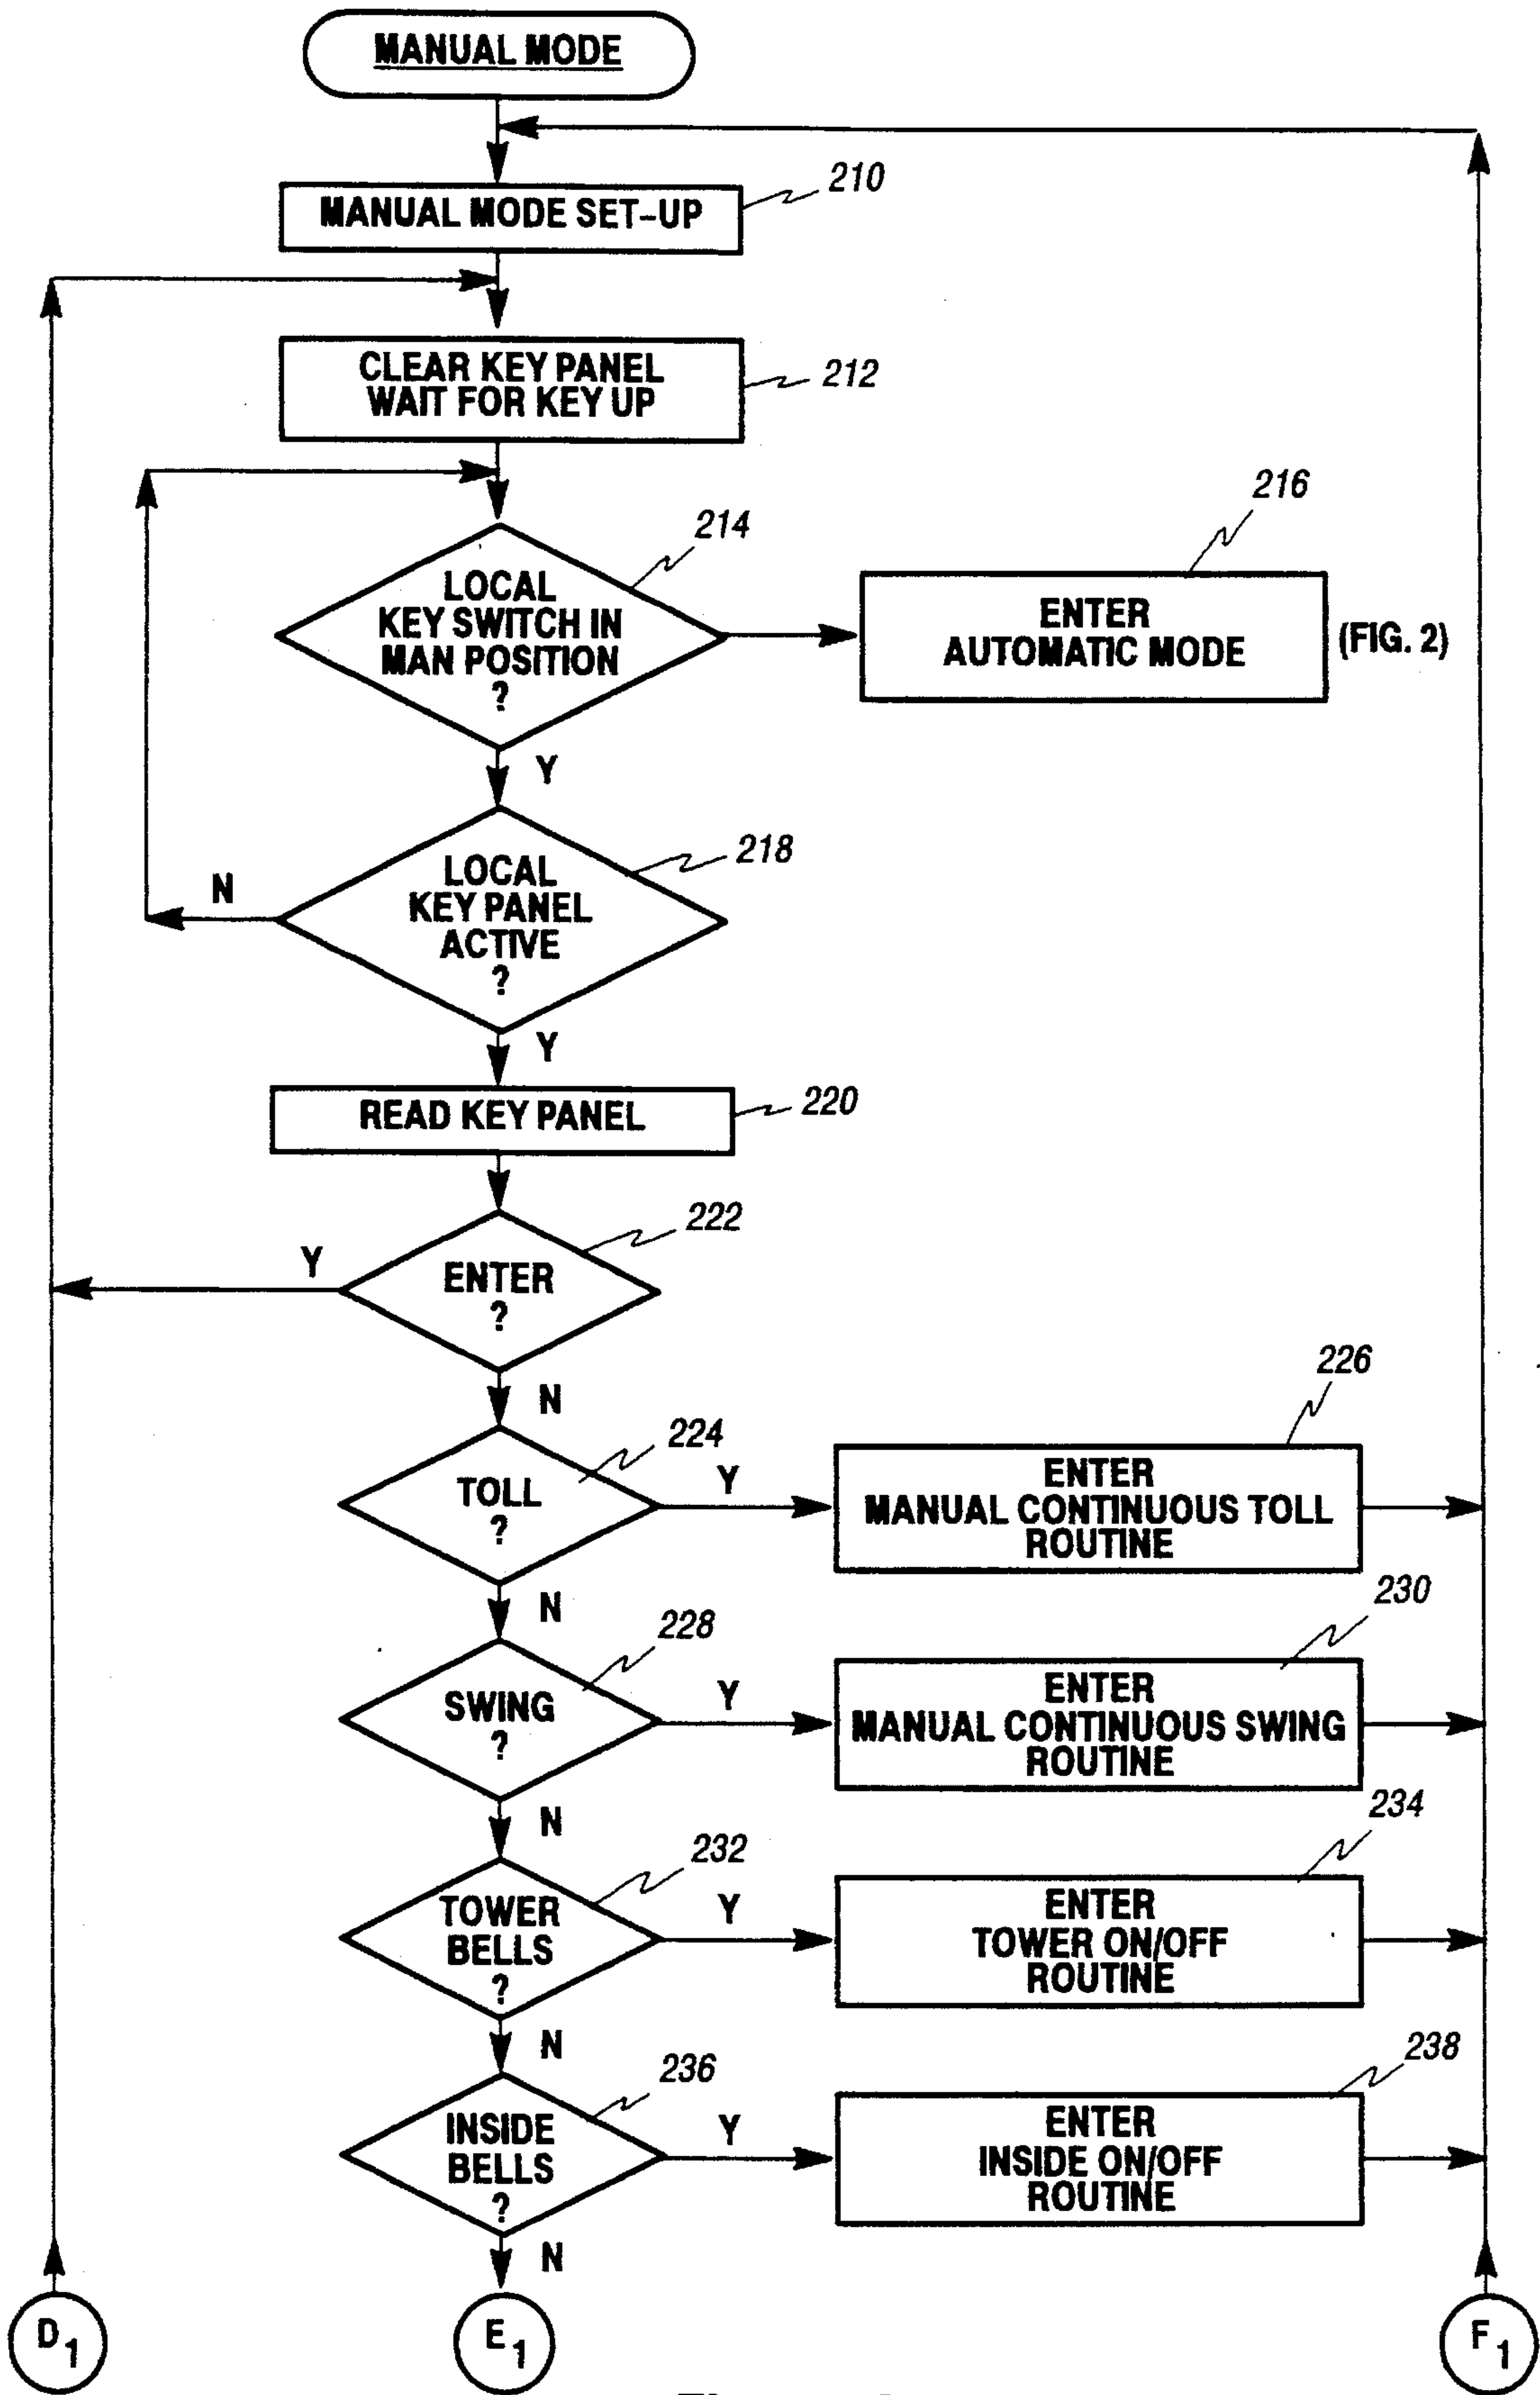 MANUAL MODE
210
MANUAL MODE SET-UP
CLEAR KEY PANEL
WAIT FOR KEY UP
212
214
LOCAL
KEY SWITCH IN
MAN POSITION
?
216
ENTER
AUTOMATIC MODE
(FIG. 2)
Y
218
LOCAL
KEY PANEL
ACTIVE
?
N
Y
READ KEY PANEL
220
222
ENTER
?
Y
N
224
TOLL
?
Y
226
ENTER
MANUAL CONTINUOUS TOLL
ROUTINE
N
228
SWING
?
Y
230
ENTER
MANUAL CONTINUOUS SWING
ROUTINE
N
232
TOWER
BELLS
?
Y
234
ENTER
TOWER ON/OFF
ROUTINE
N
236
INSIDE
BELLS
?
Y
238
ENTER
INSIDE ON/OFF
ROUTINE
N
D1
E1
F1